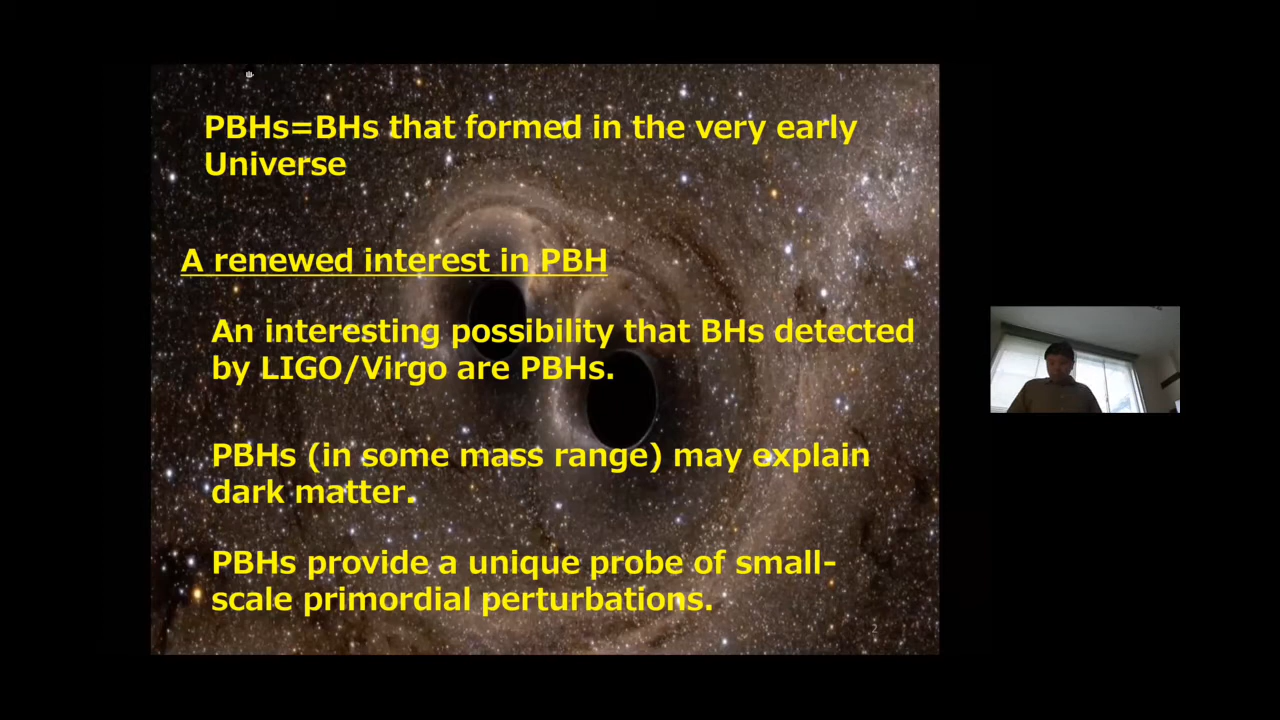 PBHs=BHs that formed in the very early
Universe
A renewed interest in PBH
An interesting possibility that BHs detected
by LIGO/Virgo are PBHs.
PBHs (in some mass range) may explain
dark matter.
PBHs provide a unique probe of small-
scale primordial perturbations.
2